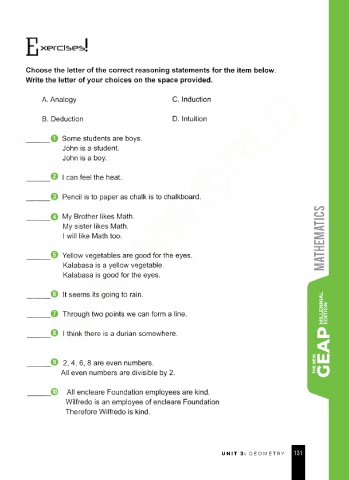 Exercises!
Choose the letter of the correct reasoning statements for the item below.
Write the letter of your choices on the space provided.
A. Analogy
C. Induction
B. Deduction
D. Intuition
______ 1 Some students are boys.
John is a student.
John is a boy.
______ 2 I can feel the heat.
______ 3 Pencil is to paper as chalk is to chalkboard.
______ 4 My Brother likes Math.
My sister likes Math.
I will like Math too.
______ 5 Yellow vegetables are good for the eyes.
Kalabasa is a yellow vegetable.
Kalabasa is good for the eyes.
______ 6 It seems its going to rain.
______ 7 Through two points we can form a line.
______ 8 I think there is a durian somewhere.
______ 9 2, 4, 6, 8 are even numbers.
All even numbers are divisible by 2.
______ 10 All encleare Foundation employees are kind.
Wilfredo is an employee of encleare Foundation
Therefore Wilfredo is kind.
MATHEMATICS
THE NEW
GEAP
MILLENNIAL
EDITION
UNIT 3: GEOMETRY 131